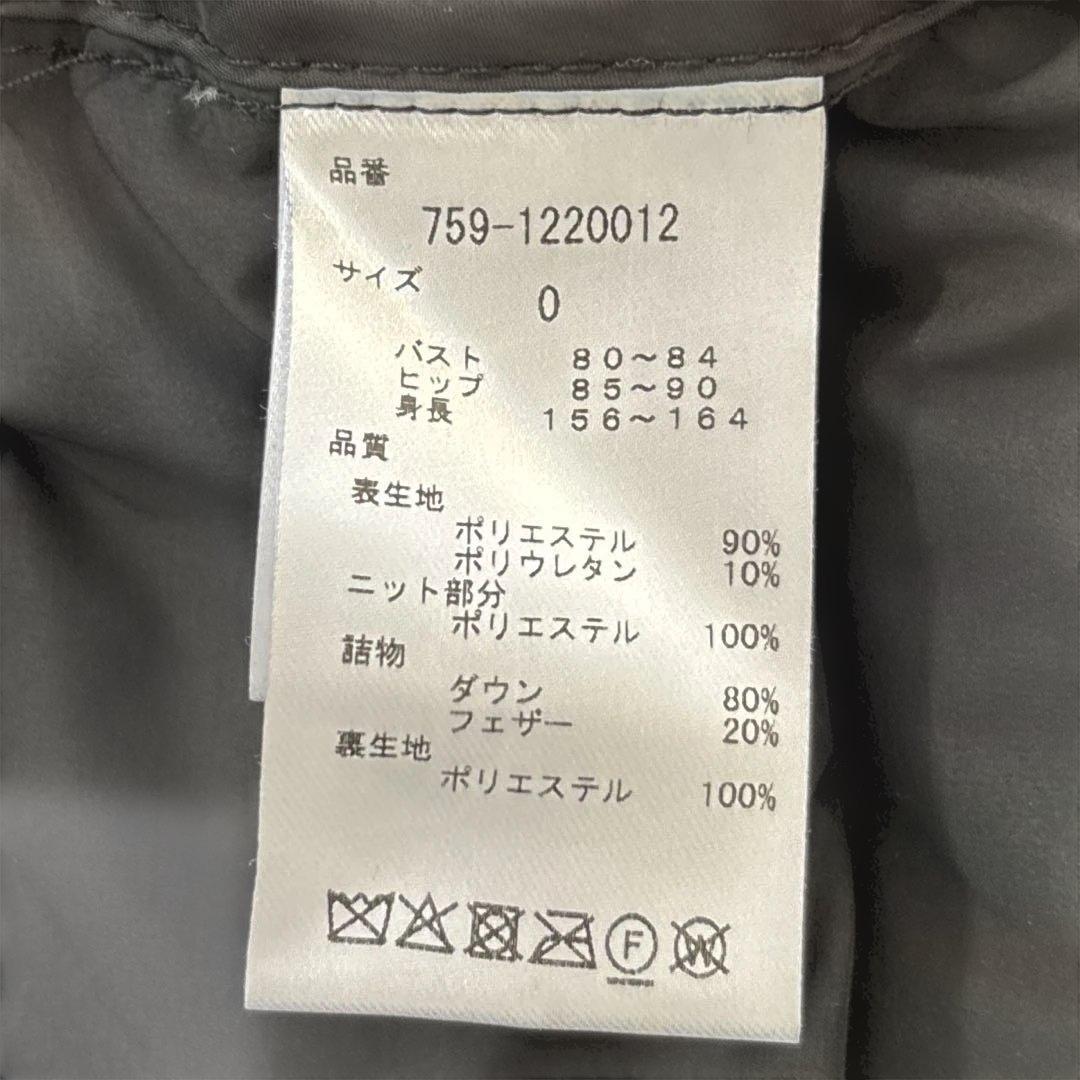 品番
759-1220012
サイズ
0
バスト 80～84
ヒップ 85～90
身長 156～164
品質
表生地
ポリエステル 90%
ポリウレタン 10%
ニット部分
ポリエステル 100%
詰物
ダウン 80%
フェザー 20%
裏生地
ポリエステル 100%
F W